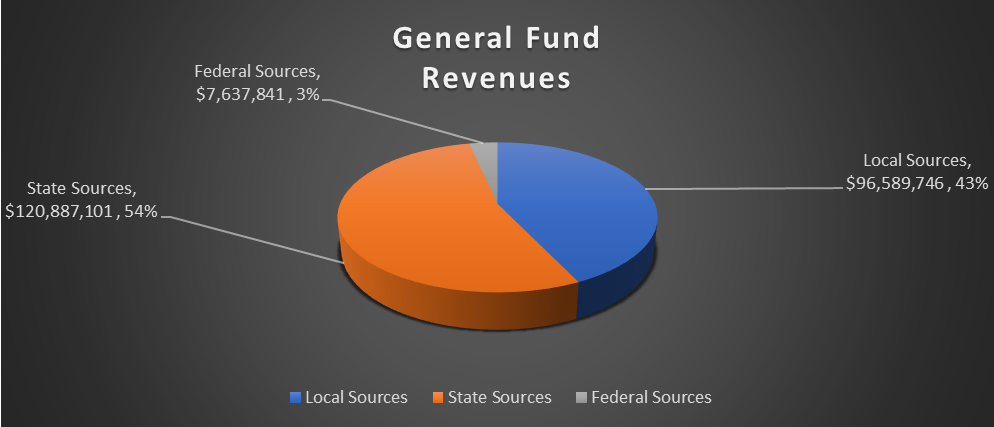 General Fund
Revenues
Federal Sources,
$7,637,841 , 3%
Local Sources,
$96,589,746 , 43%
State Sources,
$120,887,101 , 54%
Local Sources
State Sources
Federal Sources